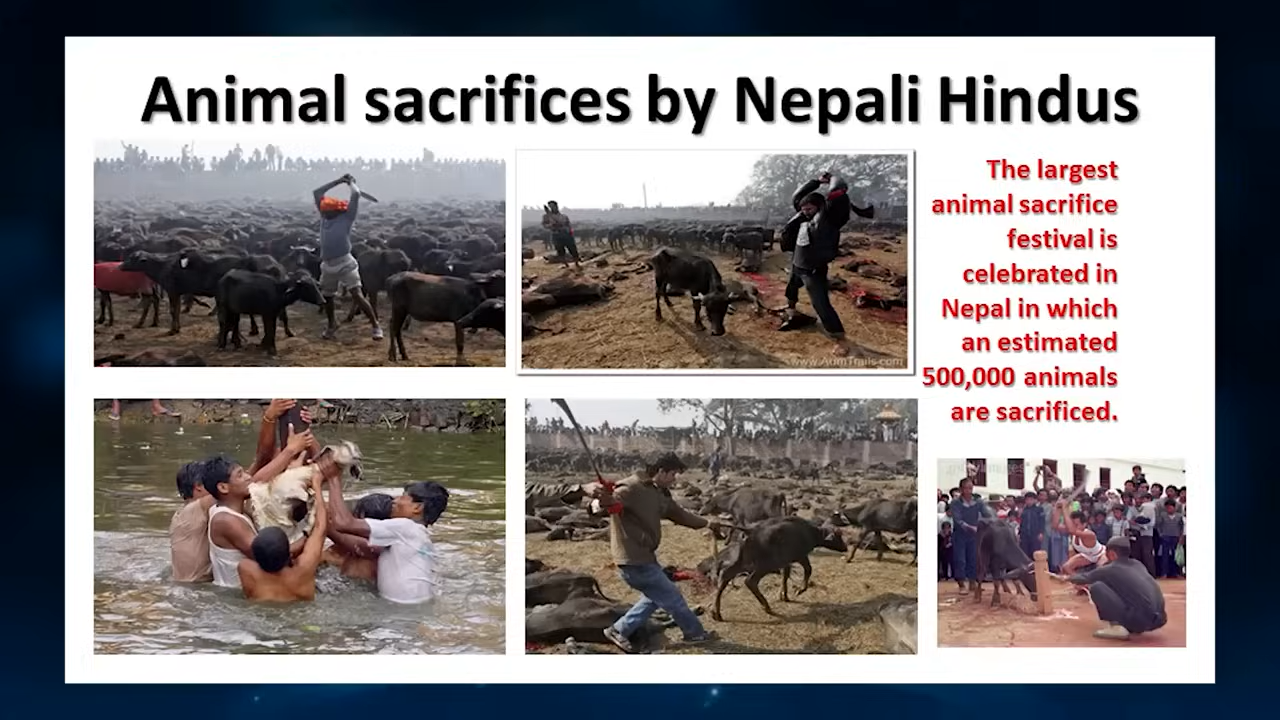 Animal sacrifices by Nepali Hindus
The largest
animal sacrifice
festival is
celebrated in
Nepal in which
an estimated
500,000 animals
are sacrificed.
www.AumTrails.com